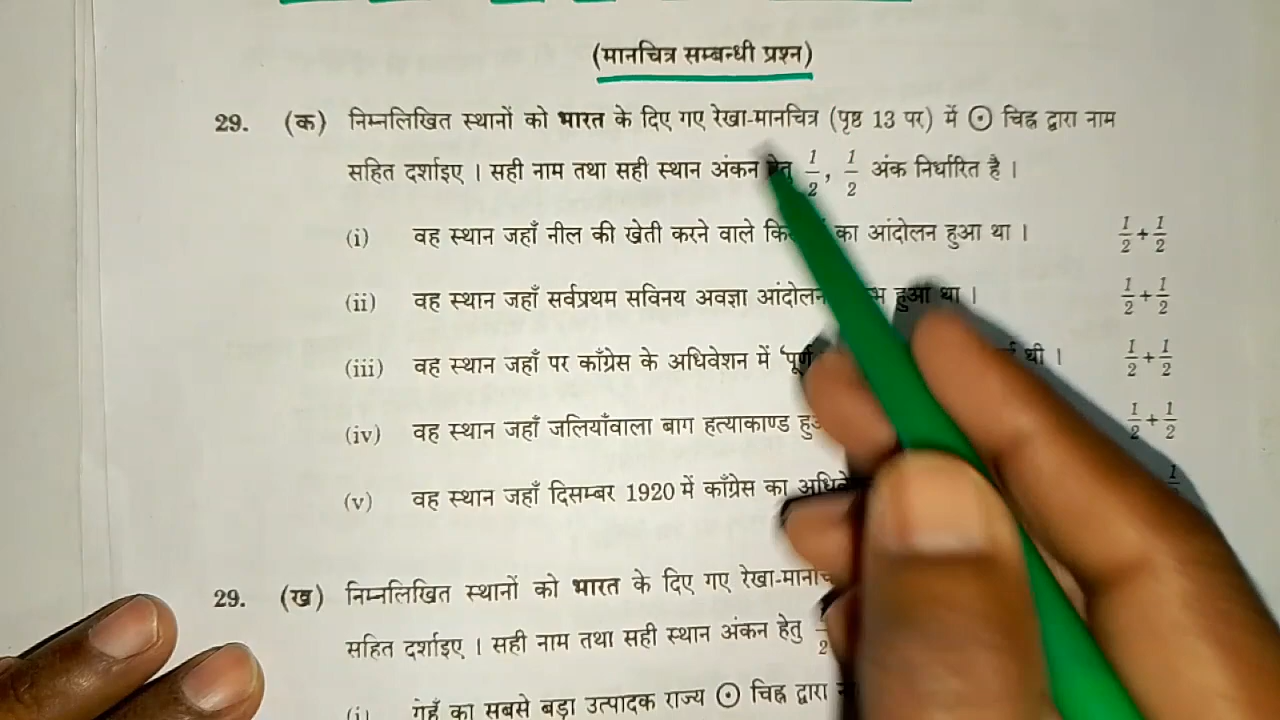 (मानचित्र सम्बन्धी प्रश्न)
29. (क) निम्नलिखित स्थानों को भारत के दिए गए रेखा-मानचित्र (पृष्ठ 13 पर) में ⊙ चिह्न द्वारा नाम
सहित दर्शाइए । सही नाम तथा सही स्थान अंकन हेतु 1/2, 1/2 अंक निर्धारित है ।
(i) वह स्थान जहाँ नील की खेती करने वाले का आंदोलन हुआ था । 1/2 + 1/2
(ii) वह स्थान जहाँ सर्वप्रथम सविनय अवज्ञा आंदोलन हुआ था । 1/2 + 1/2
(iii) वह स्थान जहाँ पर काँग्रेस के अधिवेशन में 'पूर्ण थी । 1/2 + 1/2
(iv) वह स्थान जहाँ जलियाँवाला बाग हत्याकाण्ड 1/2 + 1/2
(v) वह स्थान जहाँ दिसम्बर 1920 में काँग्रेस का
29. (ख) निम्नलिखित स्थानों को भारत के दिए गए
सहित दर्शाइए । सही नाम तथा सही स्थान अंकन हेतु
(i) गेहूँ का सबसे बड़ा उत्पादक राज्य ⊙ चिह्न द्वारा